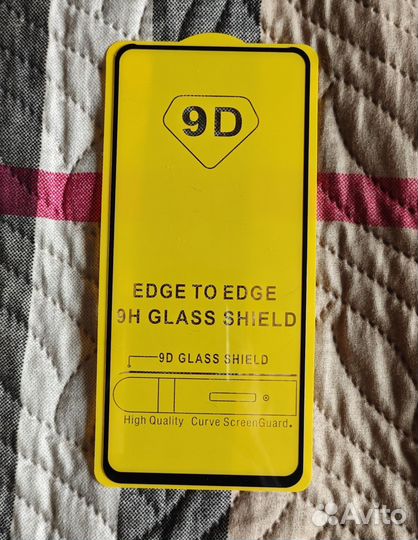 9D
EDGE TO EDGE
9H GLASS SHIELD
9D GLASS SHIELD
High Quality Curve ScreenGuard.
Avito